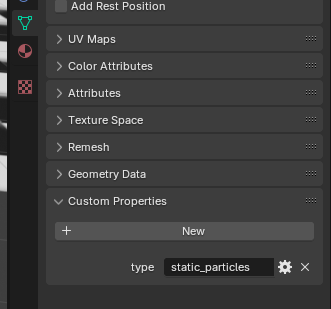 Add Rest Position
UV Maps
Color Attributes
Attributes
Texture Space
Remesh
Geometry Data
Custom Properties
New
type static_particles